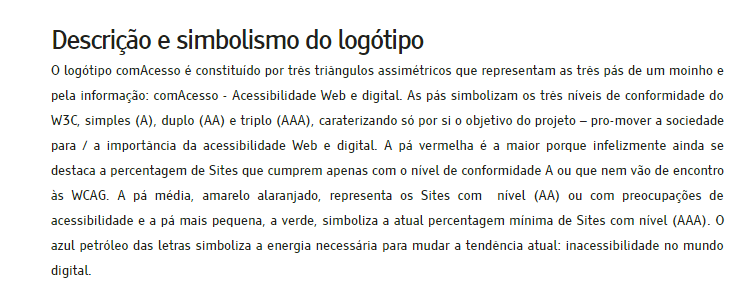 Descrição e simbolismo do logótipo
O logótipo comAcesso é constituído por três triângulos assimétricos que representam as três pás de um moinho e
pela informação: comAcesso - Acessibilidade Web e digital. As pás simbolizam os três níveis de conformidade do
W3C, simples (A), duplo (AA) e triplo (AAA), caraterizando só por si o objetivo do projeto – pro-mover a sociedade
para / a importância da acessibilidade Web e digital. A pá vermelha é a maior porque infelizmente ainda se
destaca a percentagem de Sites que cumprem apenas com o nível de conformidade A ou que nem vão de encontro
às WCAG. A pá média, amarelo alaranjado, representa os Sites com  nível (AA) ou com preocupações de
acessibilidade e a pá mais pequena, a verde, simboliza a atual percentagem mínima de Sites com nível (AAA). O
azul petróleo das letras simboliza a energia necessária para mudar a tendência atual: inacessibilidade no mundo
digital.